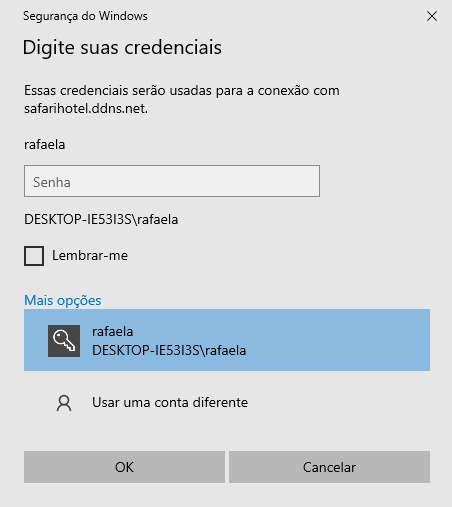 Segurança do Windows
Digite suas credenciais
Essas credenciais serão usadas para a conexão com
safarihotel.ddns.net.
rafaela
Senha
DESKTOP-IE53I3S\rafaela
Lembrar-me
Mais opções
rafaela
DESKTOP-IE53I3S\rafaela
Usar uma conta diferente
OK
Cancelar